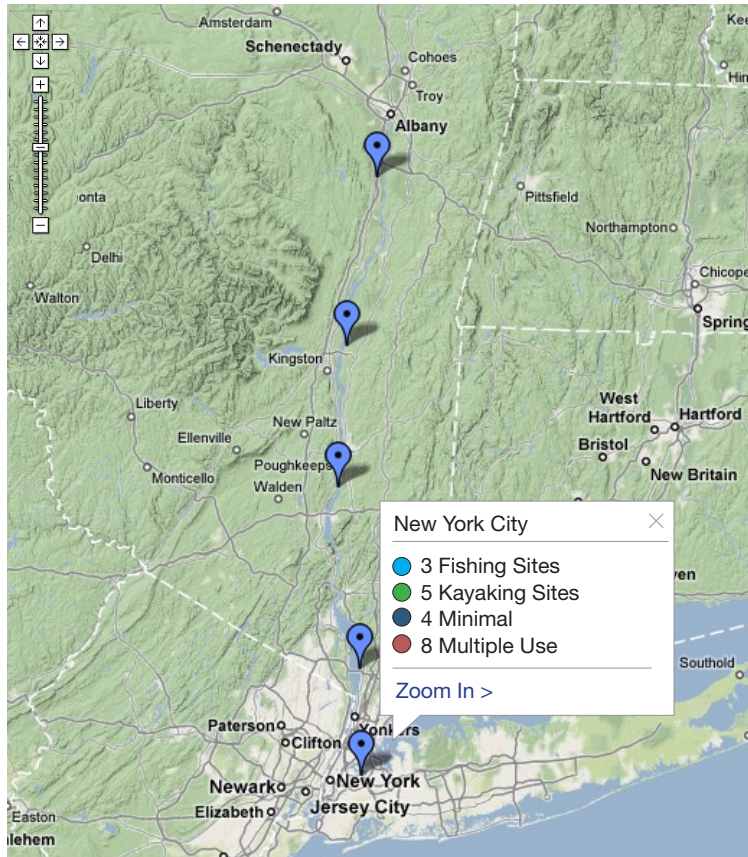 Amsterdam
Kee
Schenectady
Cohoes
Hin
Troy
Albany
Pittsfield
onta
Northampton
Delhi
Chicope
Walton
Spring
Kingston
West
Hartford
Hartford
Liberty
New Paltz
Ellenville
Bristol
Poughkeeps
Monticello
New Britain
Walden
New York City
3 Fishing Sites
5 Kayaking Sites
4 Minimal
8 Multiple Use
Zoom In >
ven
Southold
Paterson
Yonkers
Clifton
Newark
New York
Jersey City
Elizabeth
Easton
lehem